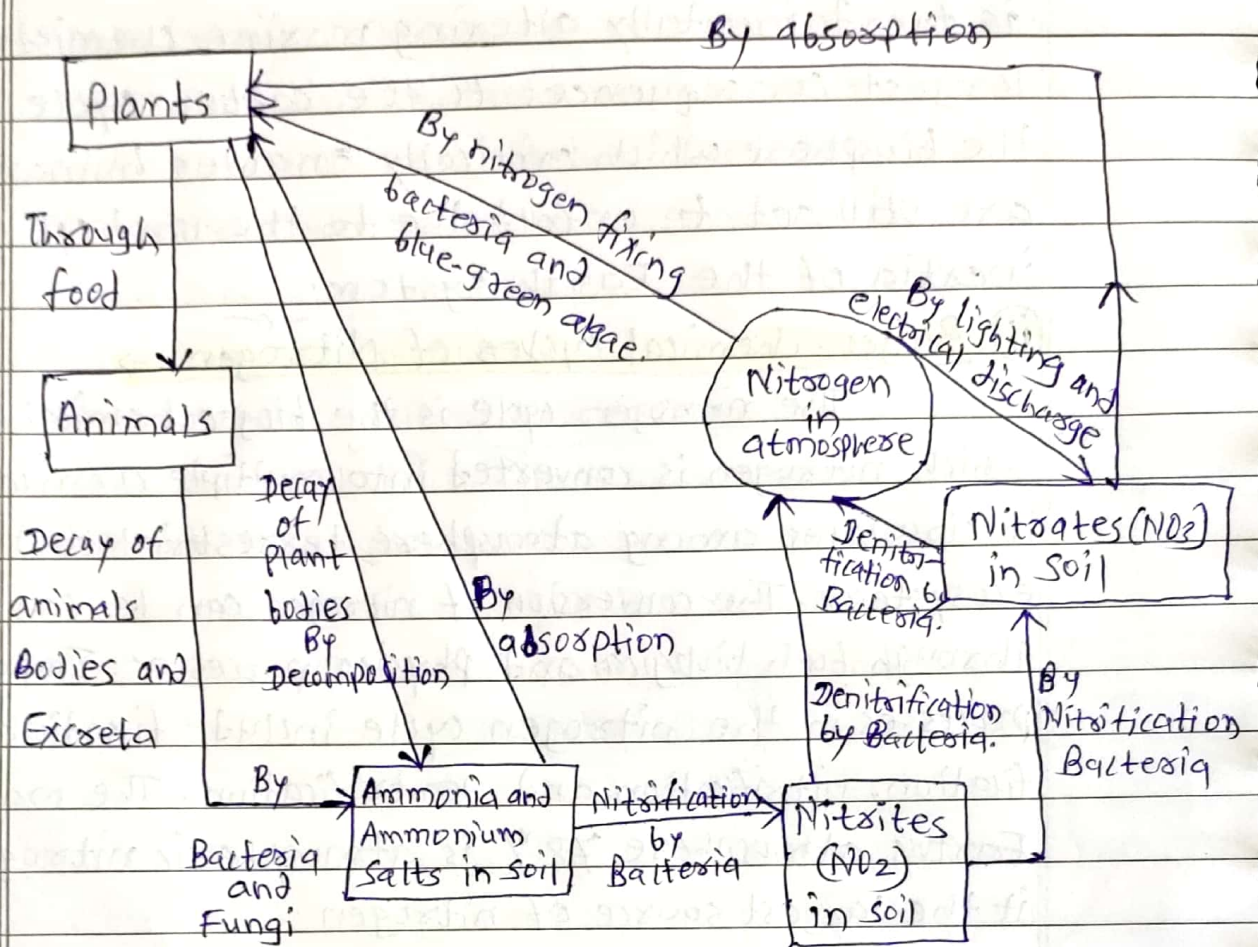 By absorption
Plants
By nitrogen fixing
bacteria and
blue-green algae.
Through
food
By lighting and
electrical discharge
Animals
Nitrogen
in
atmosphere
Nitrates (NO3)
in soil
Decay of
animals
Bodies and
Excreta
Decay
of
plant
bodies
By
Decomposition
By
absorption
Denitri-
fication by
Bacteria.
Denitrification
by Bacteria.
By
Nitrification
Bacteria
By
Bacteria
and
Fungi
Ammonia and
Ammonium
salts in soil
Nitrification
by
Bacteria
Nitrites
(NO2)
in soil